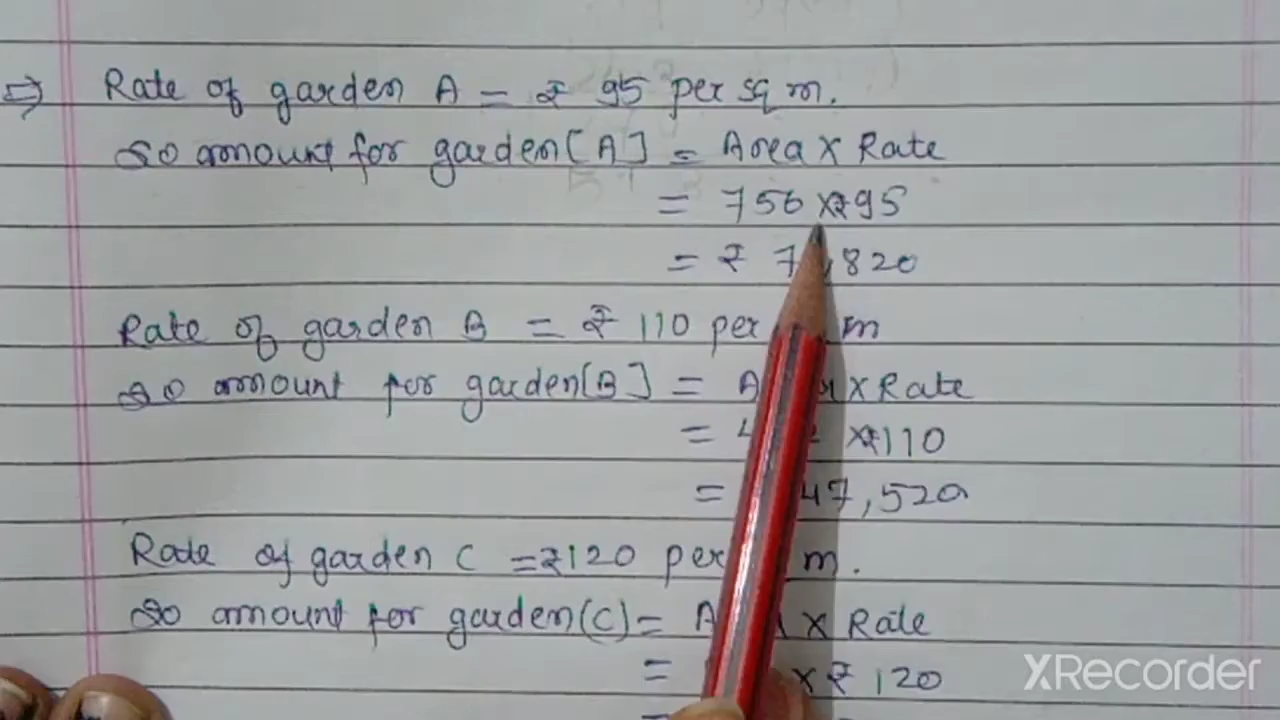 ⇒ Rate of garden A = ₹ 95 per sq m.
So amount for garden[A] = Area x Rate
= 756 x ₹95
= ₹ 7 ,820
Rate of garden B = ₹ 110 per m
So amount for garden[B] = x Rate
= x ₹110
= 47,520
Rate of garden C = ₹120 per m.
So amount for garden(C) = x Rate
= x ₹ 120
XRecorder